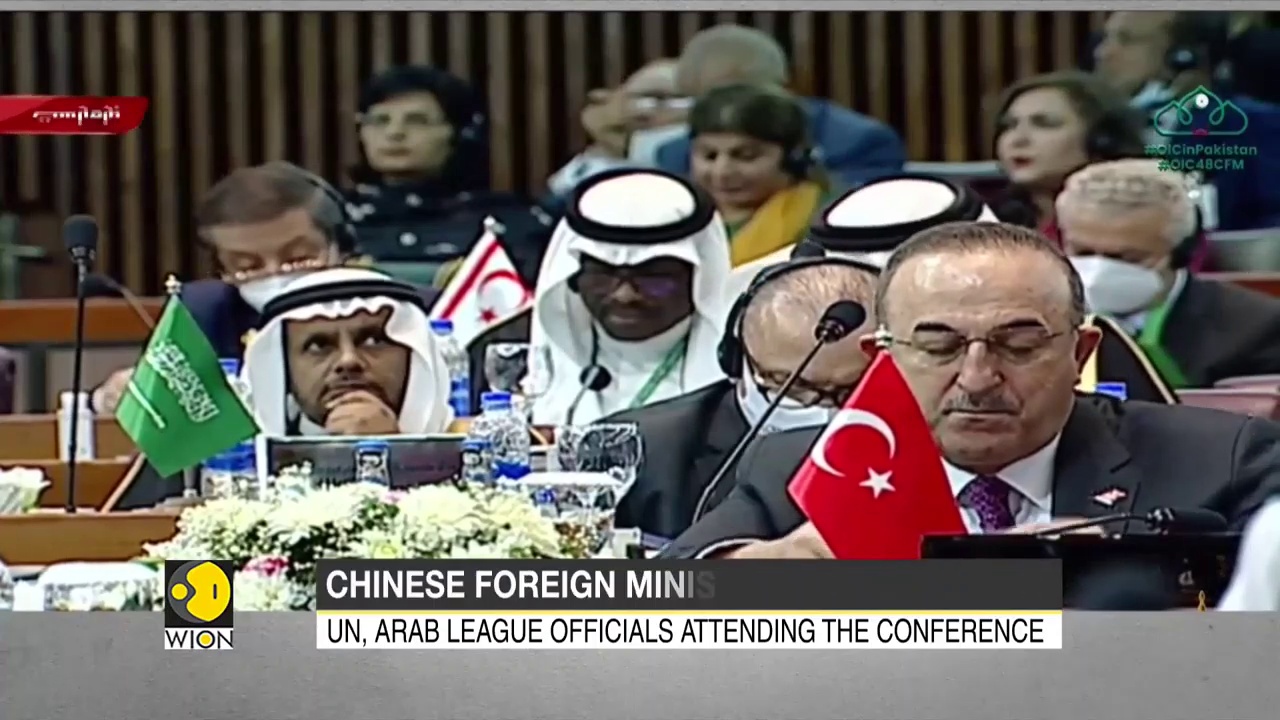 #OICinPakistan
#OIC48CFM
CHINESE FOREIGN MINIS
WION
UN, ARAB LEAGUE OFFICIALS ATTENDING THE CONFERENCE